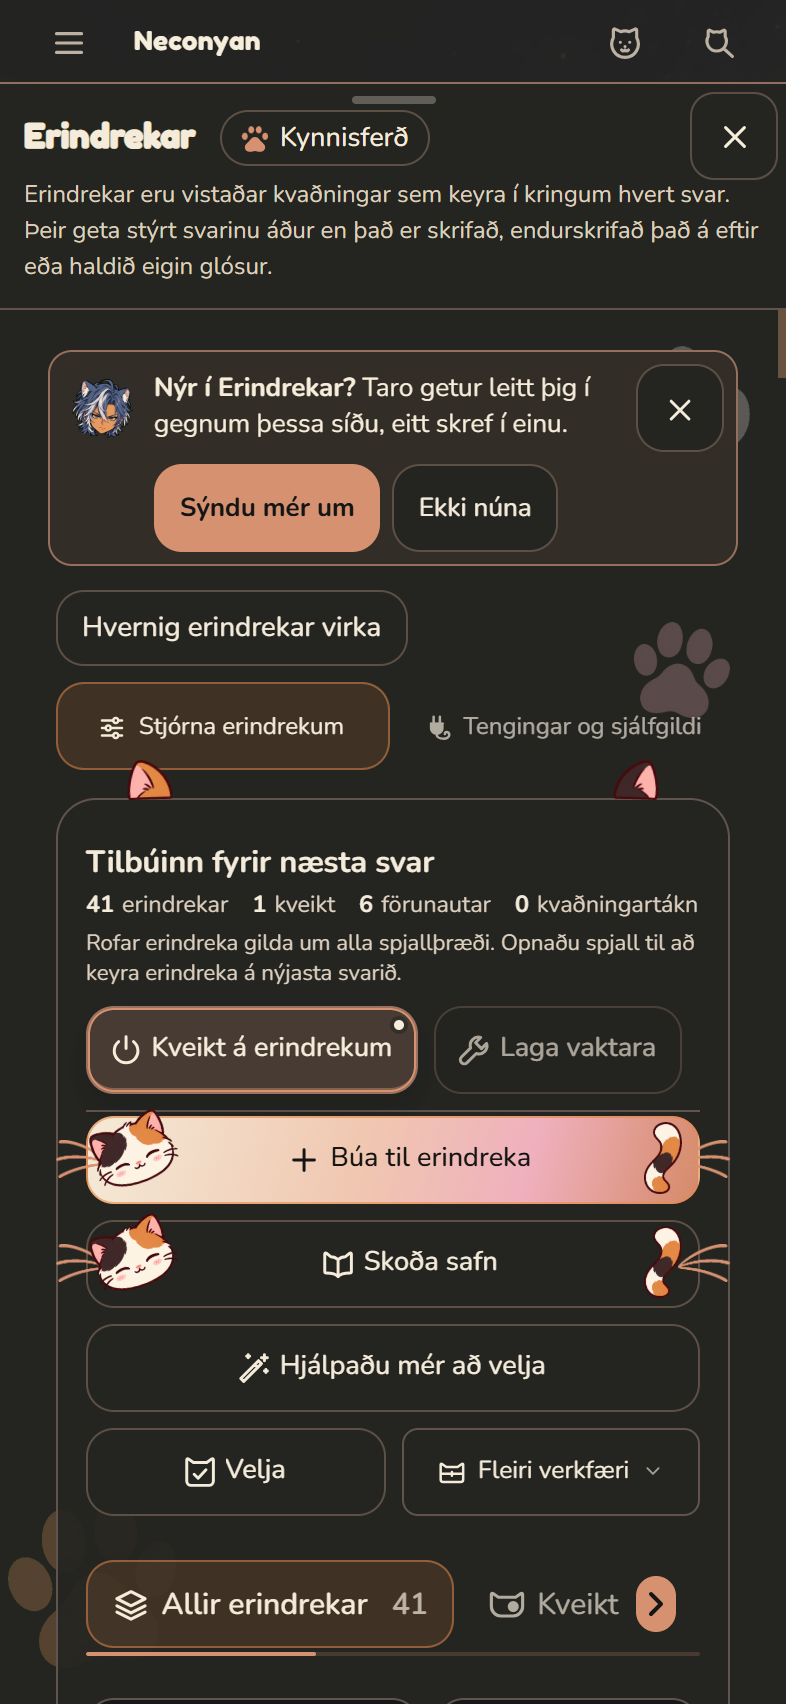 Neconyan
Erindrekar
Kynnisferð
Erindrekar eru vistaðar kvaðningar sem keyra í kringum hvert svar.
Þeir geta stýrt svarinu áður en það er skrifað, endurskrifað það á eftir
eða haldið eigin glósur.
Nýr í Erindrekar? Taro getur leitt þig í
gegnum þessa síðu, eitt skref í einu.
Sýndu mér um
Ekki núna
Hvernig erindrekar virka
Stjórna erindrekum
Tengingar og sjálfgildi
Tilbúinn fyrir næsta svar
41 erindrekar 1 kveikt 6 förunautar 0 kvaðningartákn
Rofar erindreka gilda um alla spjallþræði. Opnaðu spjall til að
keyra erindreka á nýjasta svarið.
Kveikt á erindrekum
Laga vaktara
Búa til erindreka
Skoða safn
Hjálpaðu mér að velja
Velja
Fleiri verkfæri
Allir erindrekar 41
Kveikt